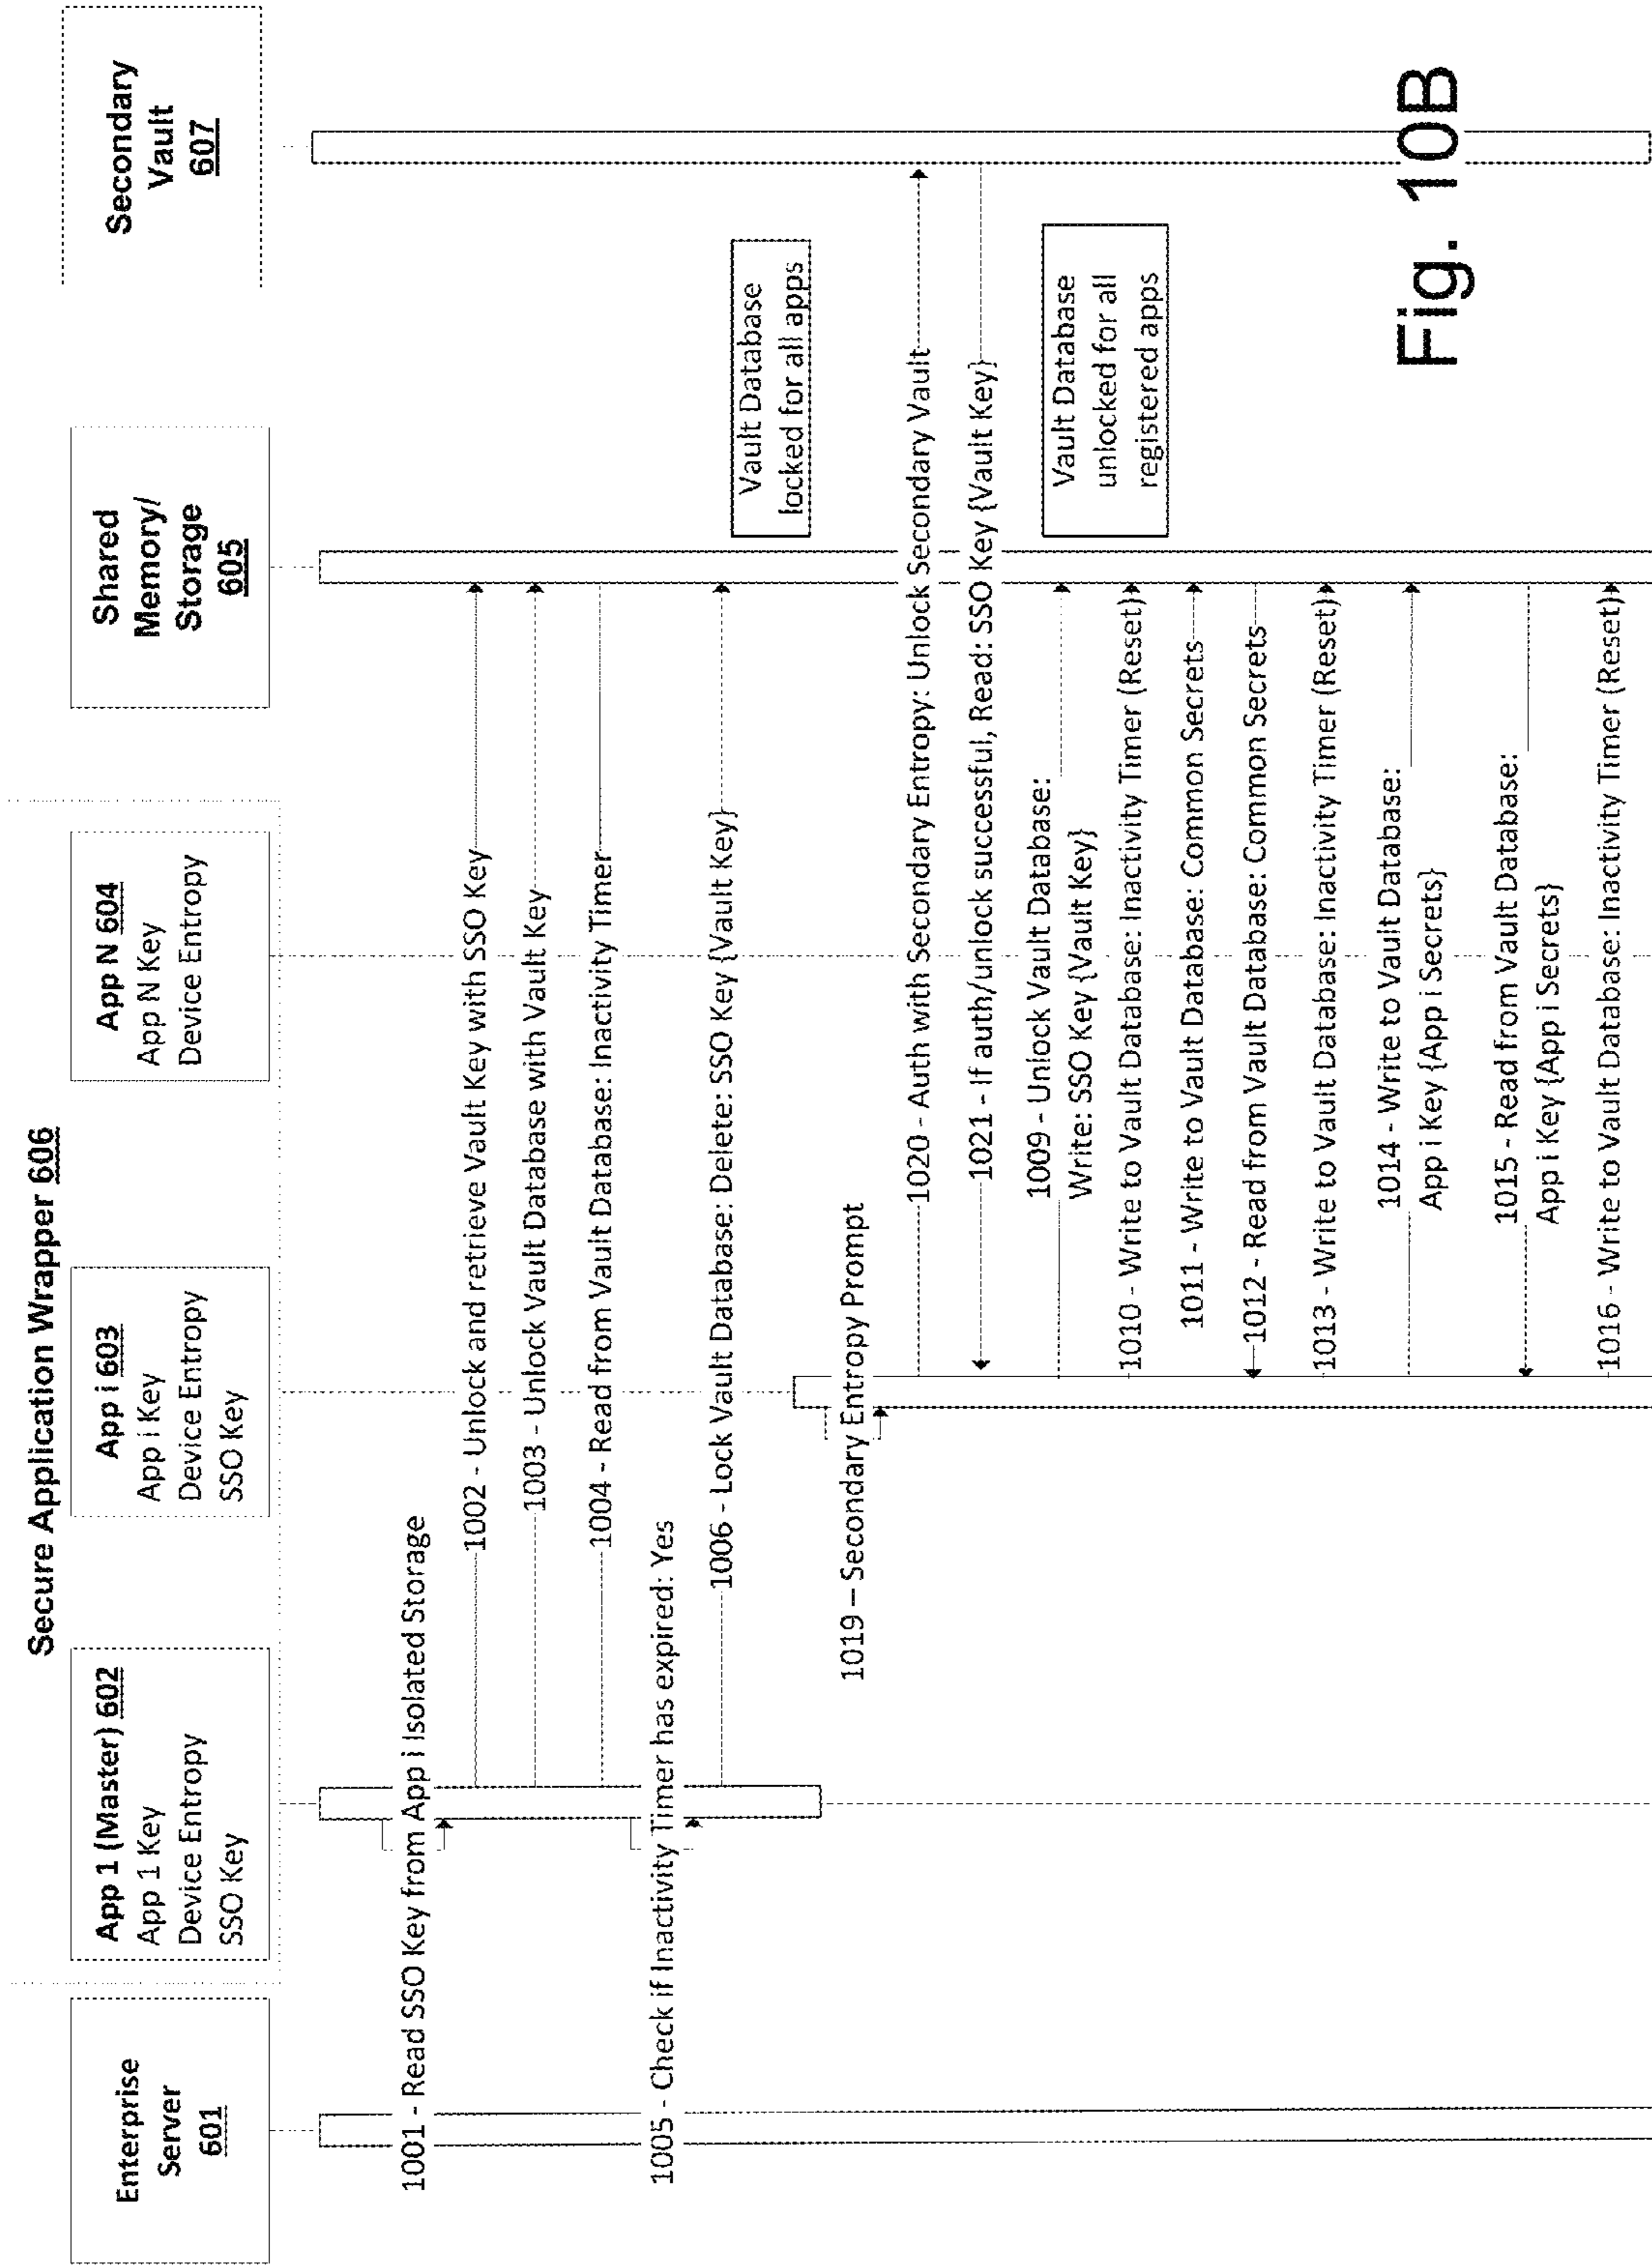 Secure Application Wrapper 606
Enterprise
Server
601
App 1 (Master) 602
App 1 Key
Device Entropy
SSO Key
App i 603
App i Key
Device Entropy
SSO Key
App N 604
App N Key
Device Entropy
Shared
Memory/
Storage
605
Secondary
Vault
607
1001 - Read SSO Key from App i Isolated Storage
1002 - Unlock and retrieve Vault Key with SSO Key
1003 - Unlock Vault Database with Vault Key
1004 - Read from Vault Database: Inactivity Timer
1005 - Check if Inactivity Timer has expired: Yes
1006 - Lock Vault Database: Delete: SSO Key {Vault Key}
Vault Database
locked for all apps
1019 – Secondary Entropy Prompt
1020 - Auth with Secondary Entropy: Unlock Secondary Vault
1021 - If auth/unlock successful, Read: SSO Key {Vault Key}
1009 - Unlock Vault Database:
Write: SSO Key {Vault Key}
Vault Database
unlocked for all
registered apps
1010 - Write to Vault Database: Inactivity Timer (Reset)
1011 - Write to Vault Database: Common Secrets
1012 - Read from Vault Database: Common Secrets
1013 - Write to Vault Database: Inactivity Timer (Reset)
1014 - Write to Vault Database:
App i Key {App i Secrets}
1015 - Read from Vault Database:
App i Key {App i Secrets}
1016 - Write to Vault Database: Inactivity Timer (Reset)
Fig. 10B